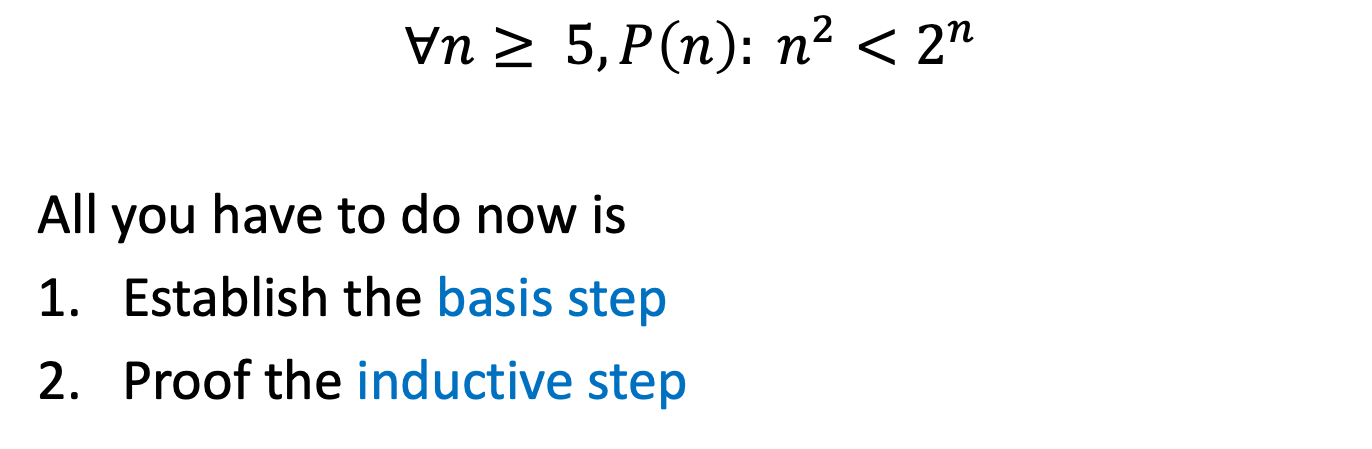 ∀n ≥ 5, P(n): n² < 2ⁿ
All you have to do now is
1. Establish the basis step
2. Proof the inductive step